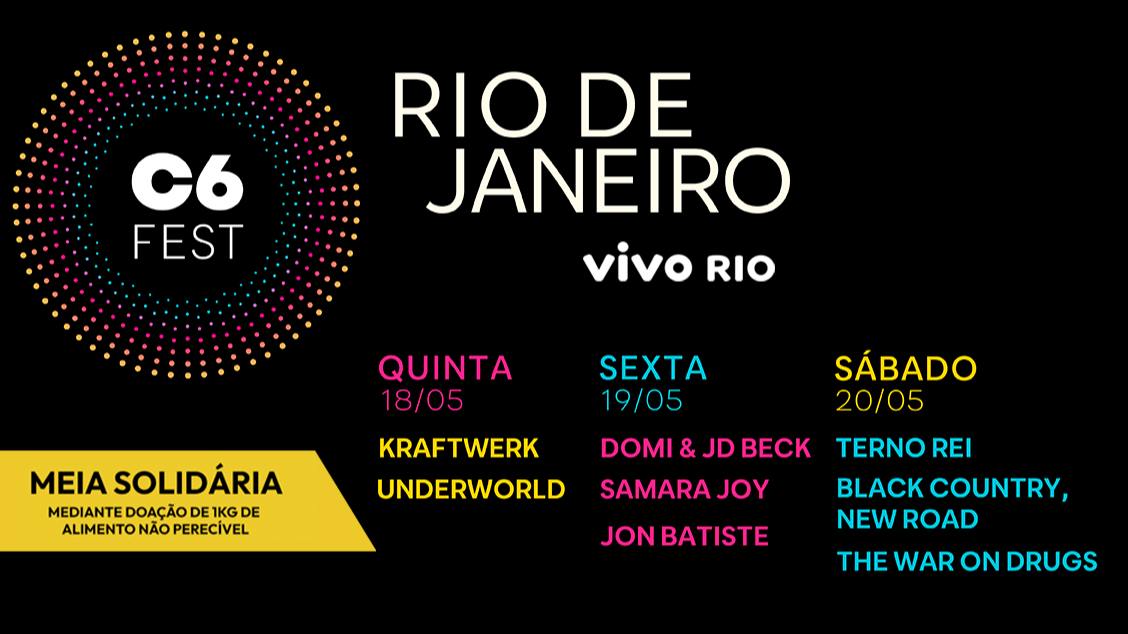 C6
FEST
RIO DE
JANEIRO
vivo RIO
QUINTA
18/05
KRAFTWERK
UNDERWORLD
SEXTA
19/05
DOMI & JD BECK
SAMARA JOY
JON BATISTE
SÁBADO
20/05
TERNO REI
BLACK COUNTRY,
NEW ROAD
THE WAR ON DRUGS
MEIA SOLIDÁRIA
MEDIANTE DOAÇÃO DE 1KG DE
ALIMENTO NÃO PERECÍVEL